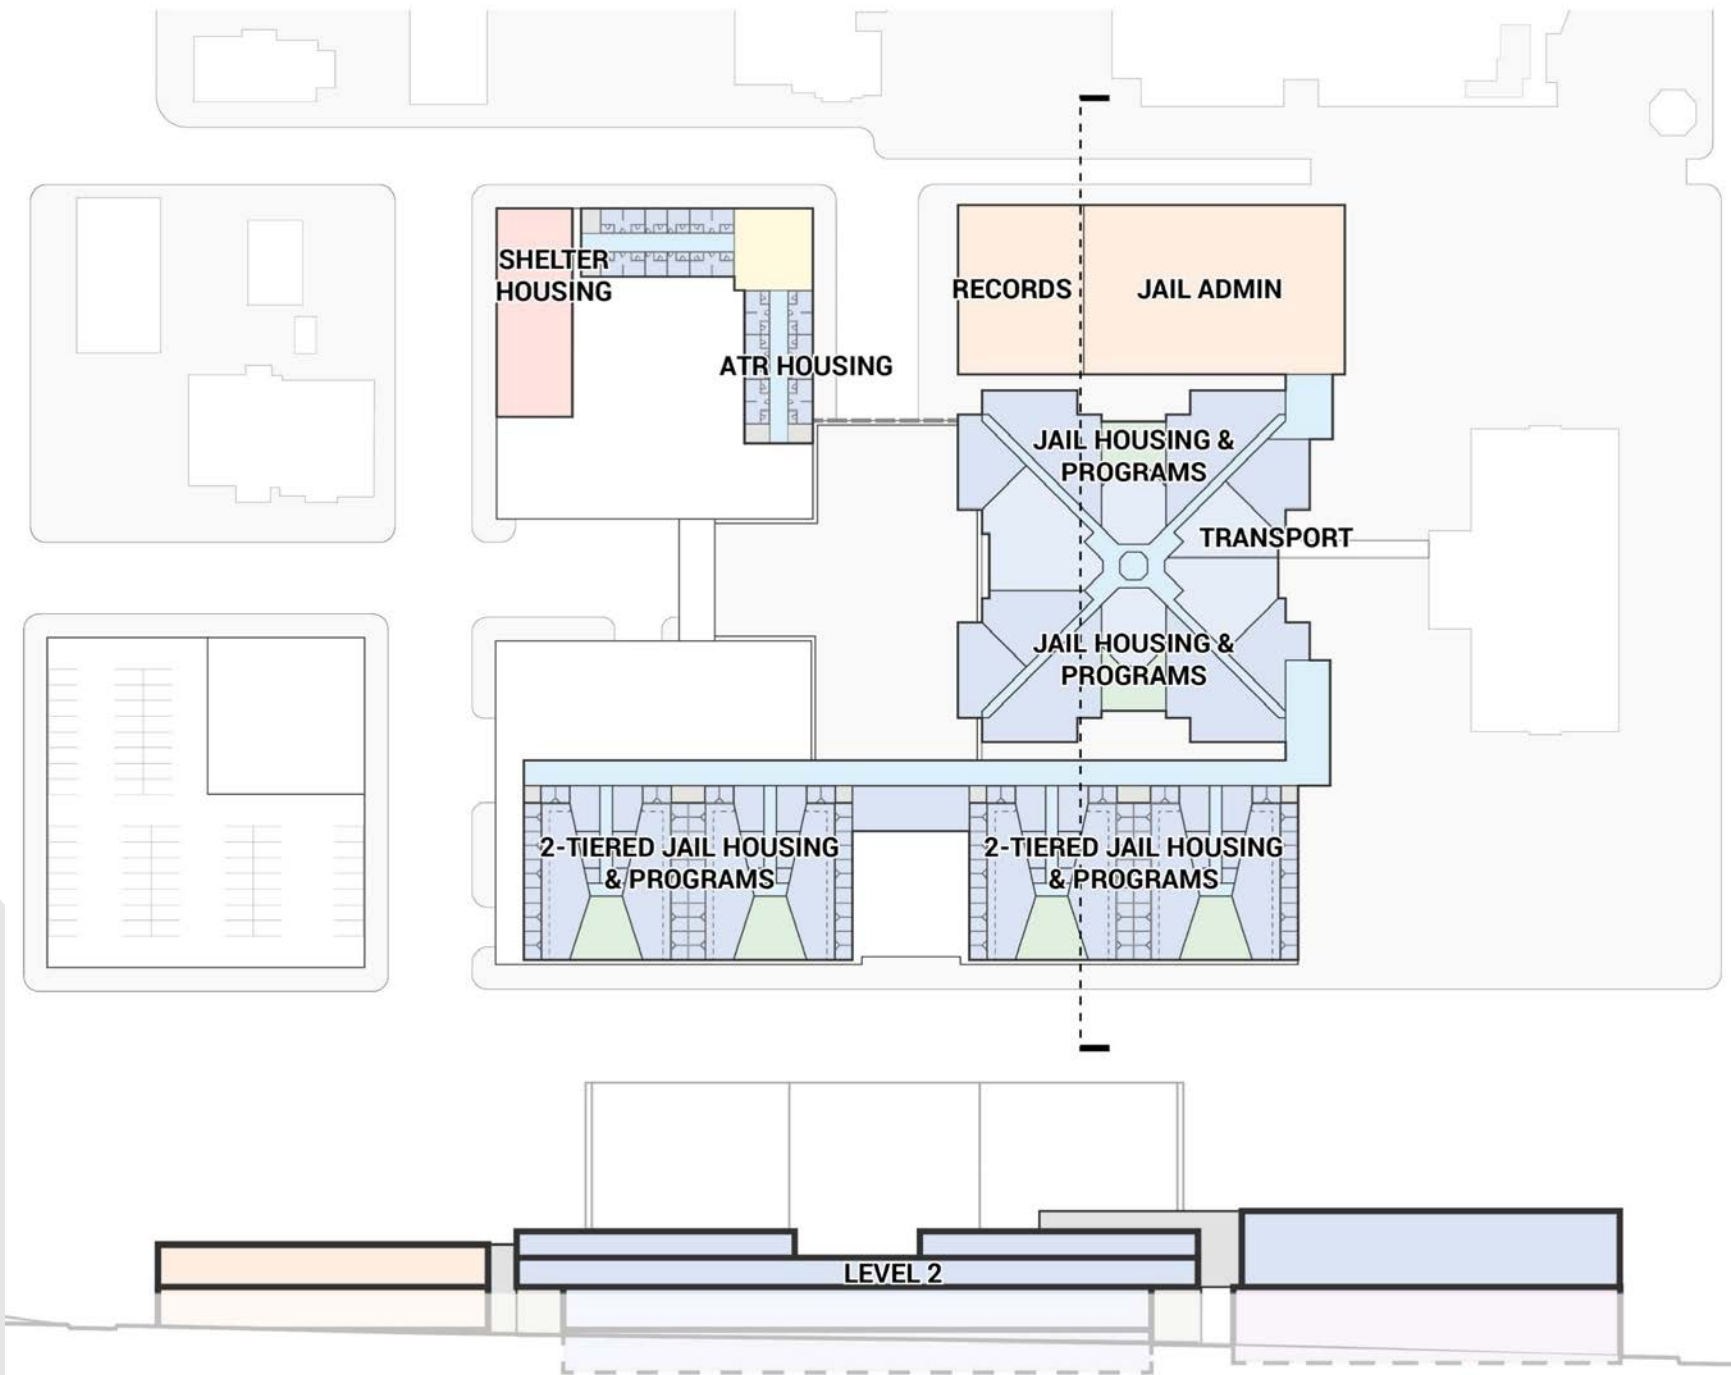 SHELTER
HOUSING
RECORDS
JAIL ADMIN
ATR HOUSING
JAIL HOUSING &
PROGRAMS
TRANSPORT
JAIL HOUSING &
PROGRAMS
2-TIERED JAIL HOUSING
& PROGRAMS
2-TIERED JAIL HOUSING
& PROGRAMS
LEVEL 2